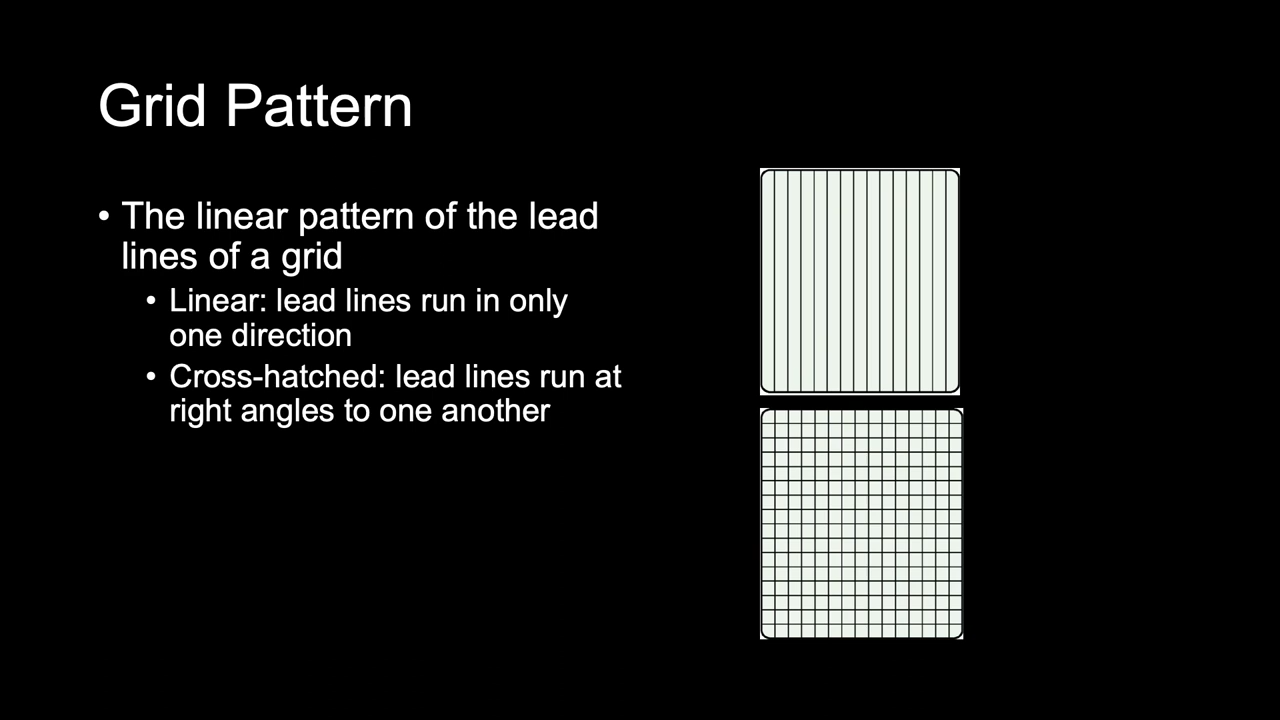 Grid Pattern
• The linear pattern of the lead
lines of a grid
• Linear: lead lines run in only
one direction
• Cross-hatched: lead lines run at
right angles to one another